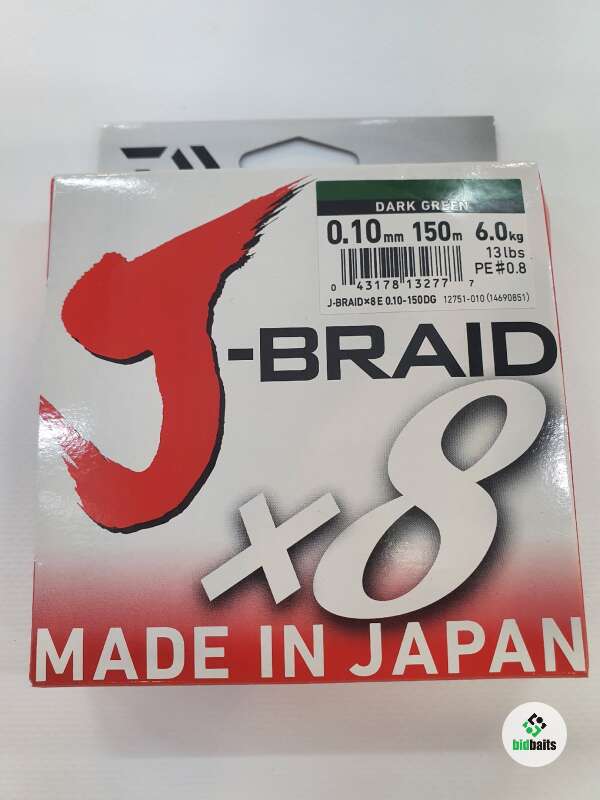 DARK GREEN
0.10mm 150m 6.0kg
13lbs
PE#0.8
0 43178 13277 7
J-BRAID×8 E 0.10-150DG 12751-010 (14690851)
J-BRAID
×8
MADE IN JAPAN
bidbaits